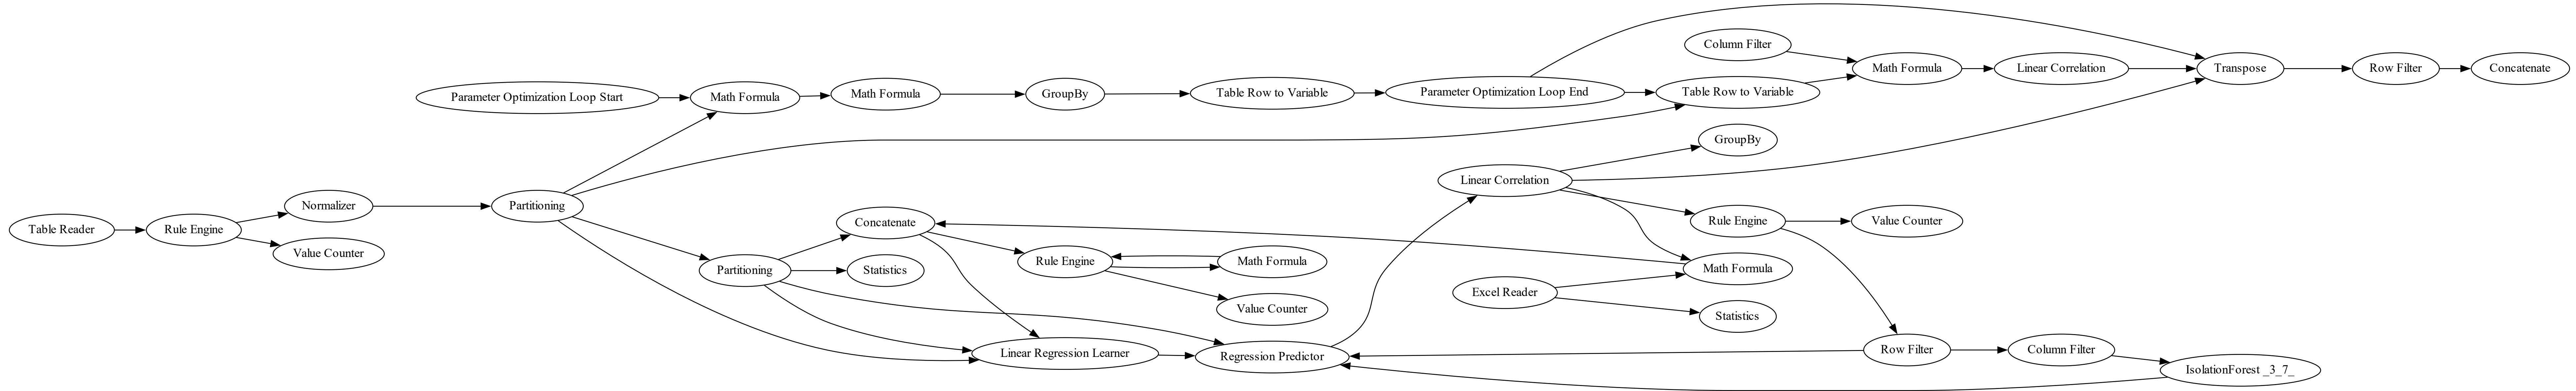 Column Filter
Parameter Optimization Loop Start
Math Formula
Math Formula
GroupBy
Table Row to Variable
Parameter Optimization Loop End
Table Row to Variable
Math Formula
Linear Correlation
Transpose
Row Filter
Concatenate
GroupBy
Linear Correlation
Table Reader
Rule Engine
Normalizer
Value Counter
Partitioning
Partitioning
Concatenate
Statistics
Rule Engine
Math Formula
Value Counter
Rule Engine
Value Counter
Math Formula
Excel Reader
Statistics
Linear Regression Learner
Regression Predictor
Row Filter
Column Filter
IsolationForest _3_7_